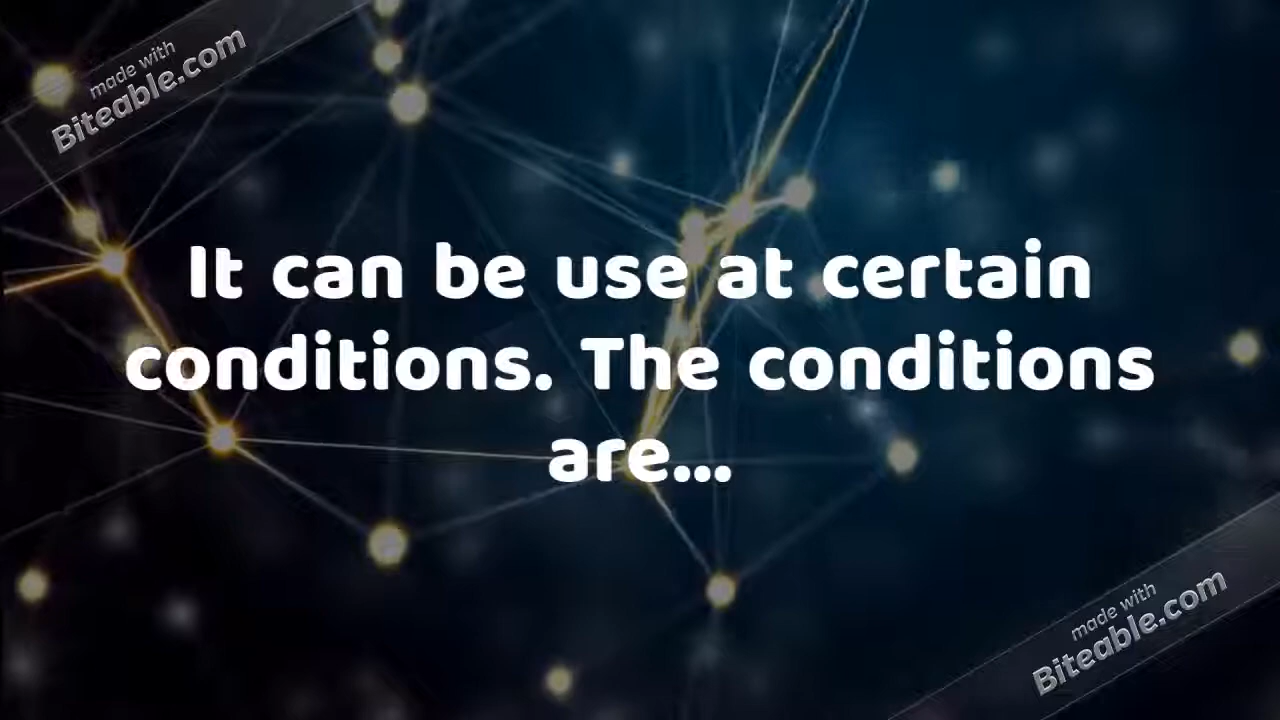 made with
Biteable.com
It can be use at certain
conditions. The conditions
are...
made with
Biteable.com